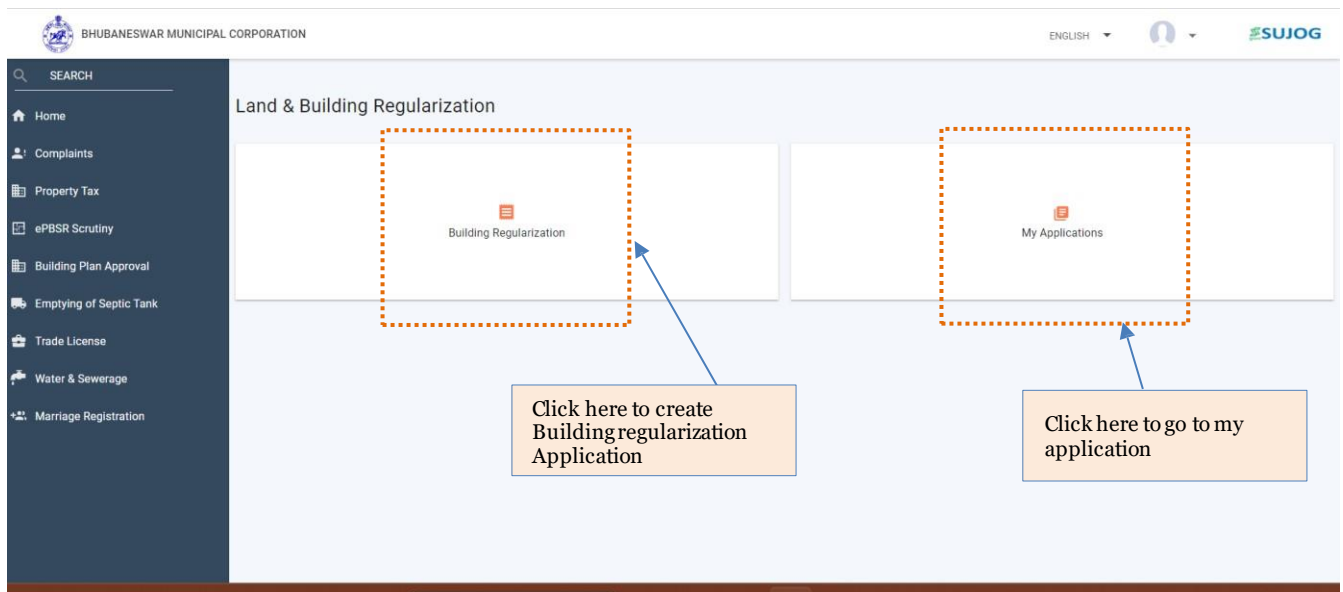 BHUBANESWAR MUNICIPAL CORPORATION
ENGLISH
SUJOG
SEARCH
Home
Complaints
Property Tax
ePBSR Scrutiny
Building Plan Approval
Emptying of Septic Tank
Trade License
Water & Sewerage
Marriage Registration
Land & Building Regularization
Building Regularization
My Applications
Click here to create
Building regularization
Application
Click here to go to my
application